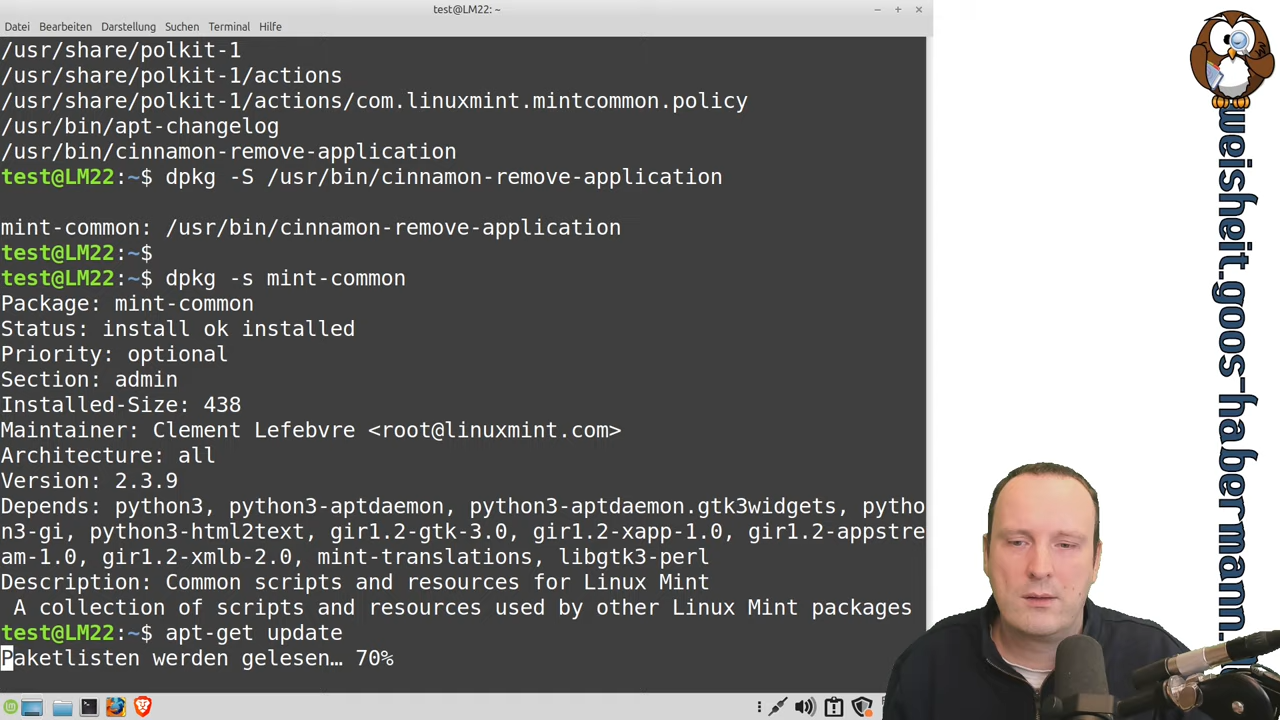 test@LM22: ~
Datei Bearbeiten Darstellung Suchen Terminal Hilfe
/usr/share/polkit-1
/usr/share/polkit-1/actions
/usr/share/polkit-1/actions/com.linuxmint.mintcommon.policy
/usr/bin/apt-changelog
/usr/bin/cinnamon-remove-application
test@LM22:~$ dpkg -S /usr/bin/cinnamon-remove-application
mint-common: /usr/bin/cinnamon-remove-application
test@LM22:~$
test@LM22:~$ dpkg -s mint-common
Package: mint-common
Status: install ok installed
Priority: optional
Section: admin
Installed-Size: 438
Maintainer: Clement Lefebvre <root@linuxmint.com>
Architecture: all
Version: 2.3.9
Depends: python3, python3-aptdaemon, python3-aptdaemon.gtk3widgets, pytho
n3-gi, python3-html2text, gir1.2-gtk-3.0, gir1.2-xapp-1.0, gir1.2-appstre
am-1.0, gir1.2-xmlb-2.0, mint-translations, libgtk3-perl
Description: Common scripts and resources for Linux Mint
A collection of scripts and resources used by other Linux Mint packages
test@LM22:~$ apt-get update
Paketlisten werden gelesen… 70%
weisheit.goos-habermann.